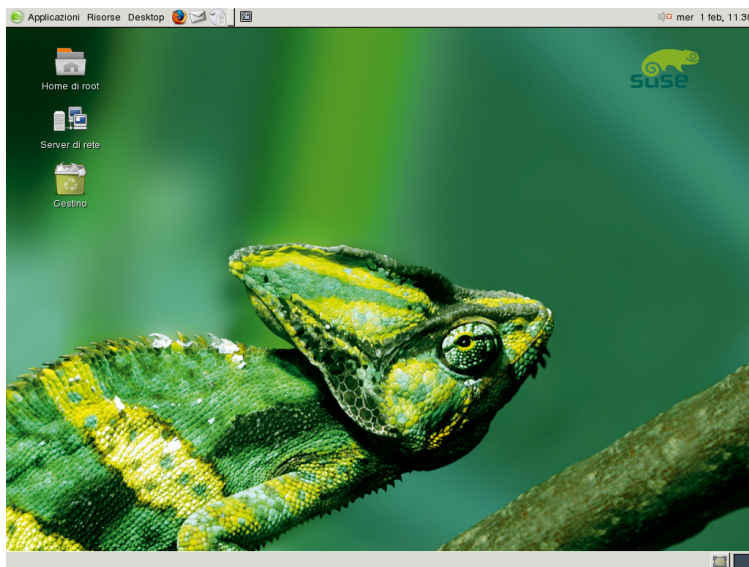 Applicazioni Risorse Desktop
mer 1 feb, 11.30
suse
Home di root
Server di rete
Cestino